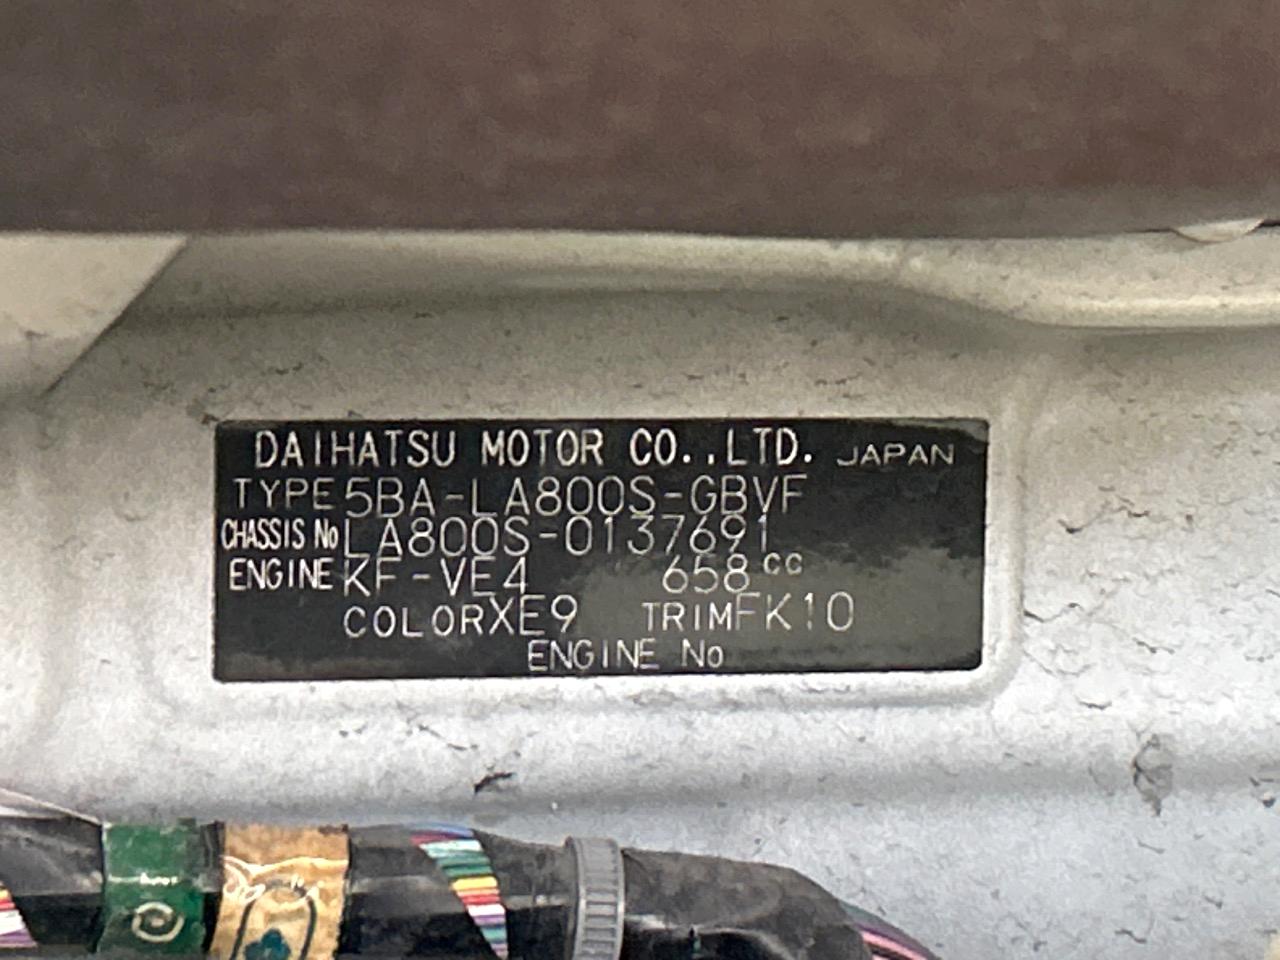 DAIHATSU MOTOR CO.,LTD. JAPAN
TYPE 5BA-LA800S-GBVF
CHASSIS No LA800S-0137691
ENGINE KF-VE4 658cc
COLOR XE9 TRIM FK10
ENGINE No